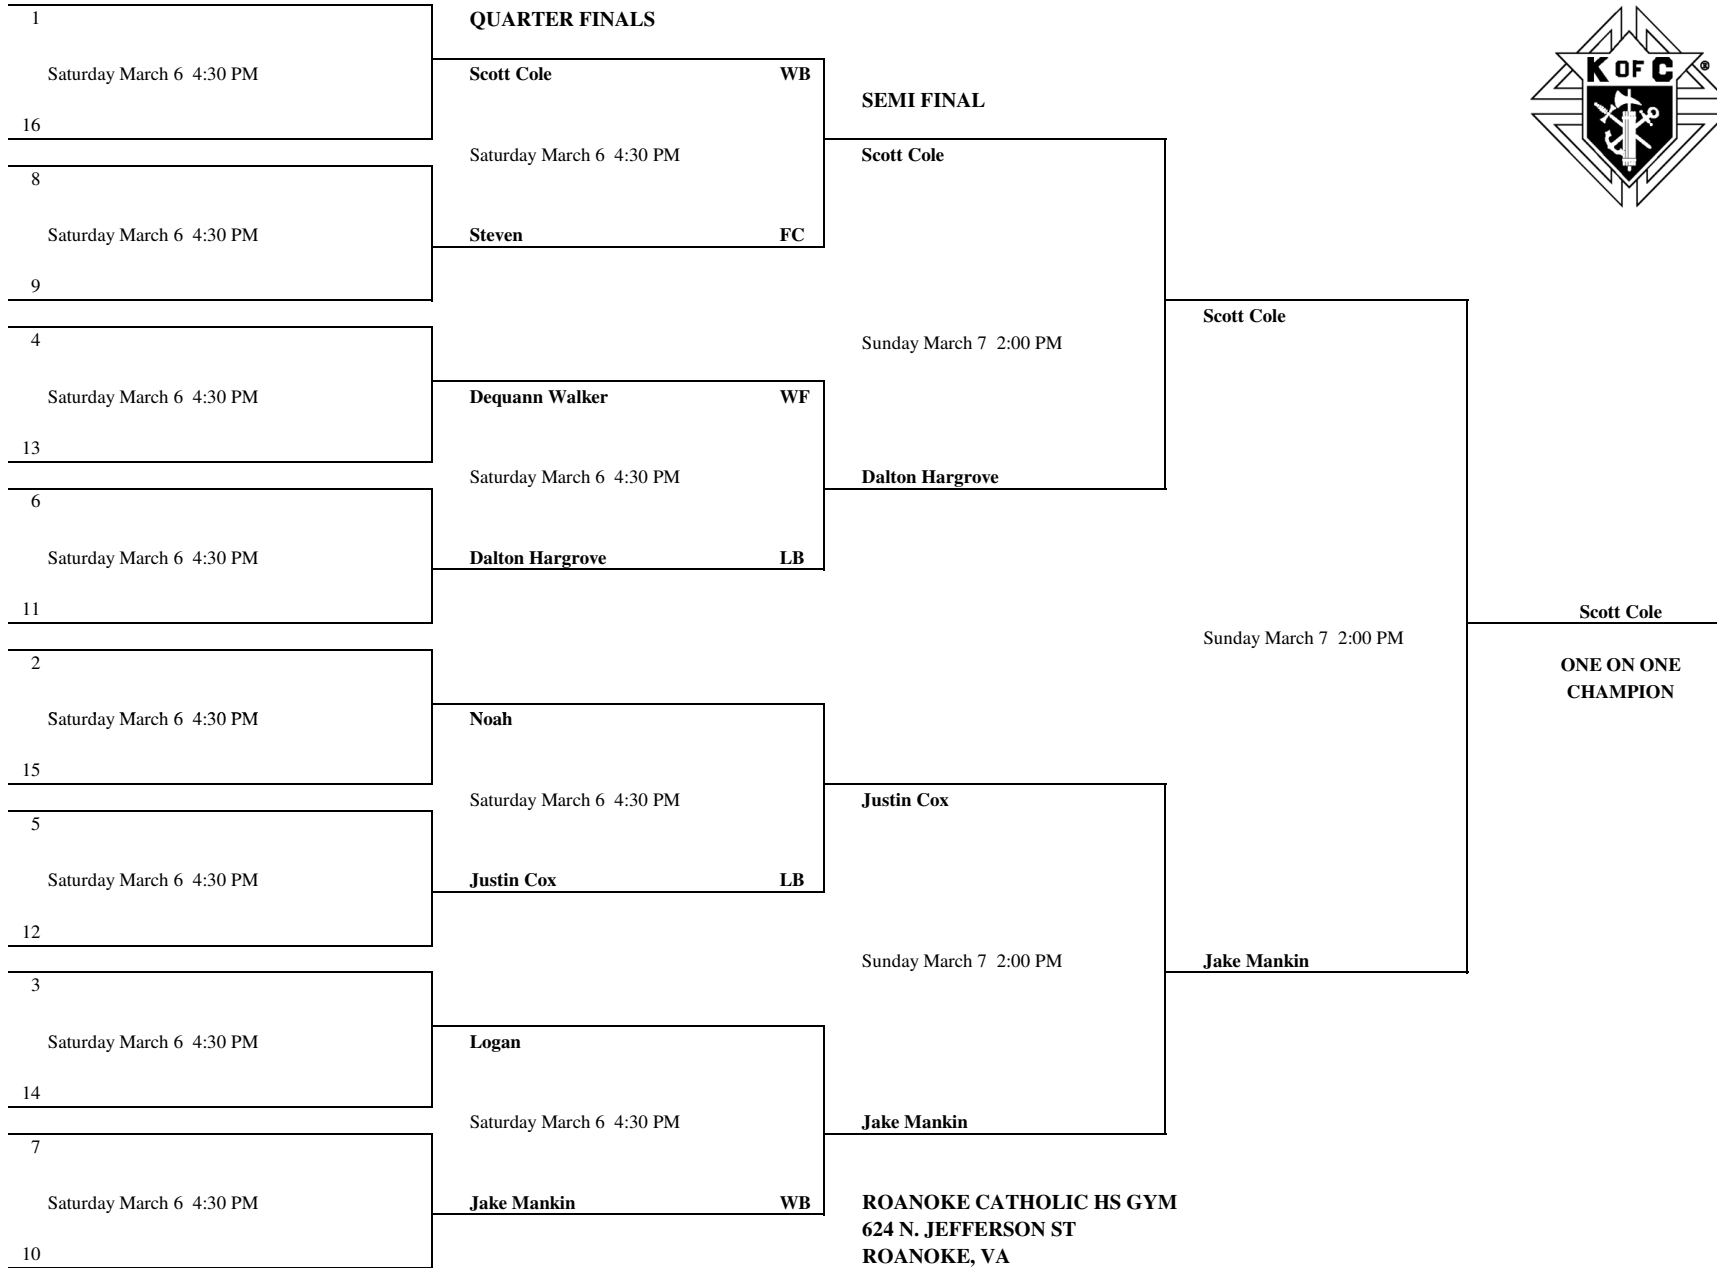 1
QUARTER FINALS
Saturday March 6 4:30 PM
Scott Cole WB
SEMI FINAL
K OF C ®
16
Saturday March 6 4:30 PM
Scott Cole
8
Saturday March 6 4:30 PM
Steven FC
9
Scott Cole
4
Sunday March 7 2:00 PM
Saturday March 6 4:30 PM
Dequann Walker WF
13
Saturday March 6 4:30 PM
Dalton Hargrove
6
Saturday March 6 4:30 PM
Dalton Hargrove LB
11
Scott Cole
Sunday March 7 2:00 PM
2
ONE ON ONE
CHAMPION
Saturday March 6 4:30 PM
Noah
15
Saturday March 6 4:30 PM
Justin Cox
5
Saturday March 6 4:30 PM
Justin Cox LB
12
Sunday March 7 2:00 PM
Jake Mankin
3
Saturday March 6 4:30 PM
Logan
14
Saturday March 6 4:30 PM
Jake Mankin
7
Saturday March 6 4:30 PM
Jake Mankin WB
ROANOKE CATHOLIC HS GYM
624 N. JEFFERSON ST
10
ROANOKE, VA